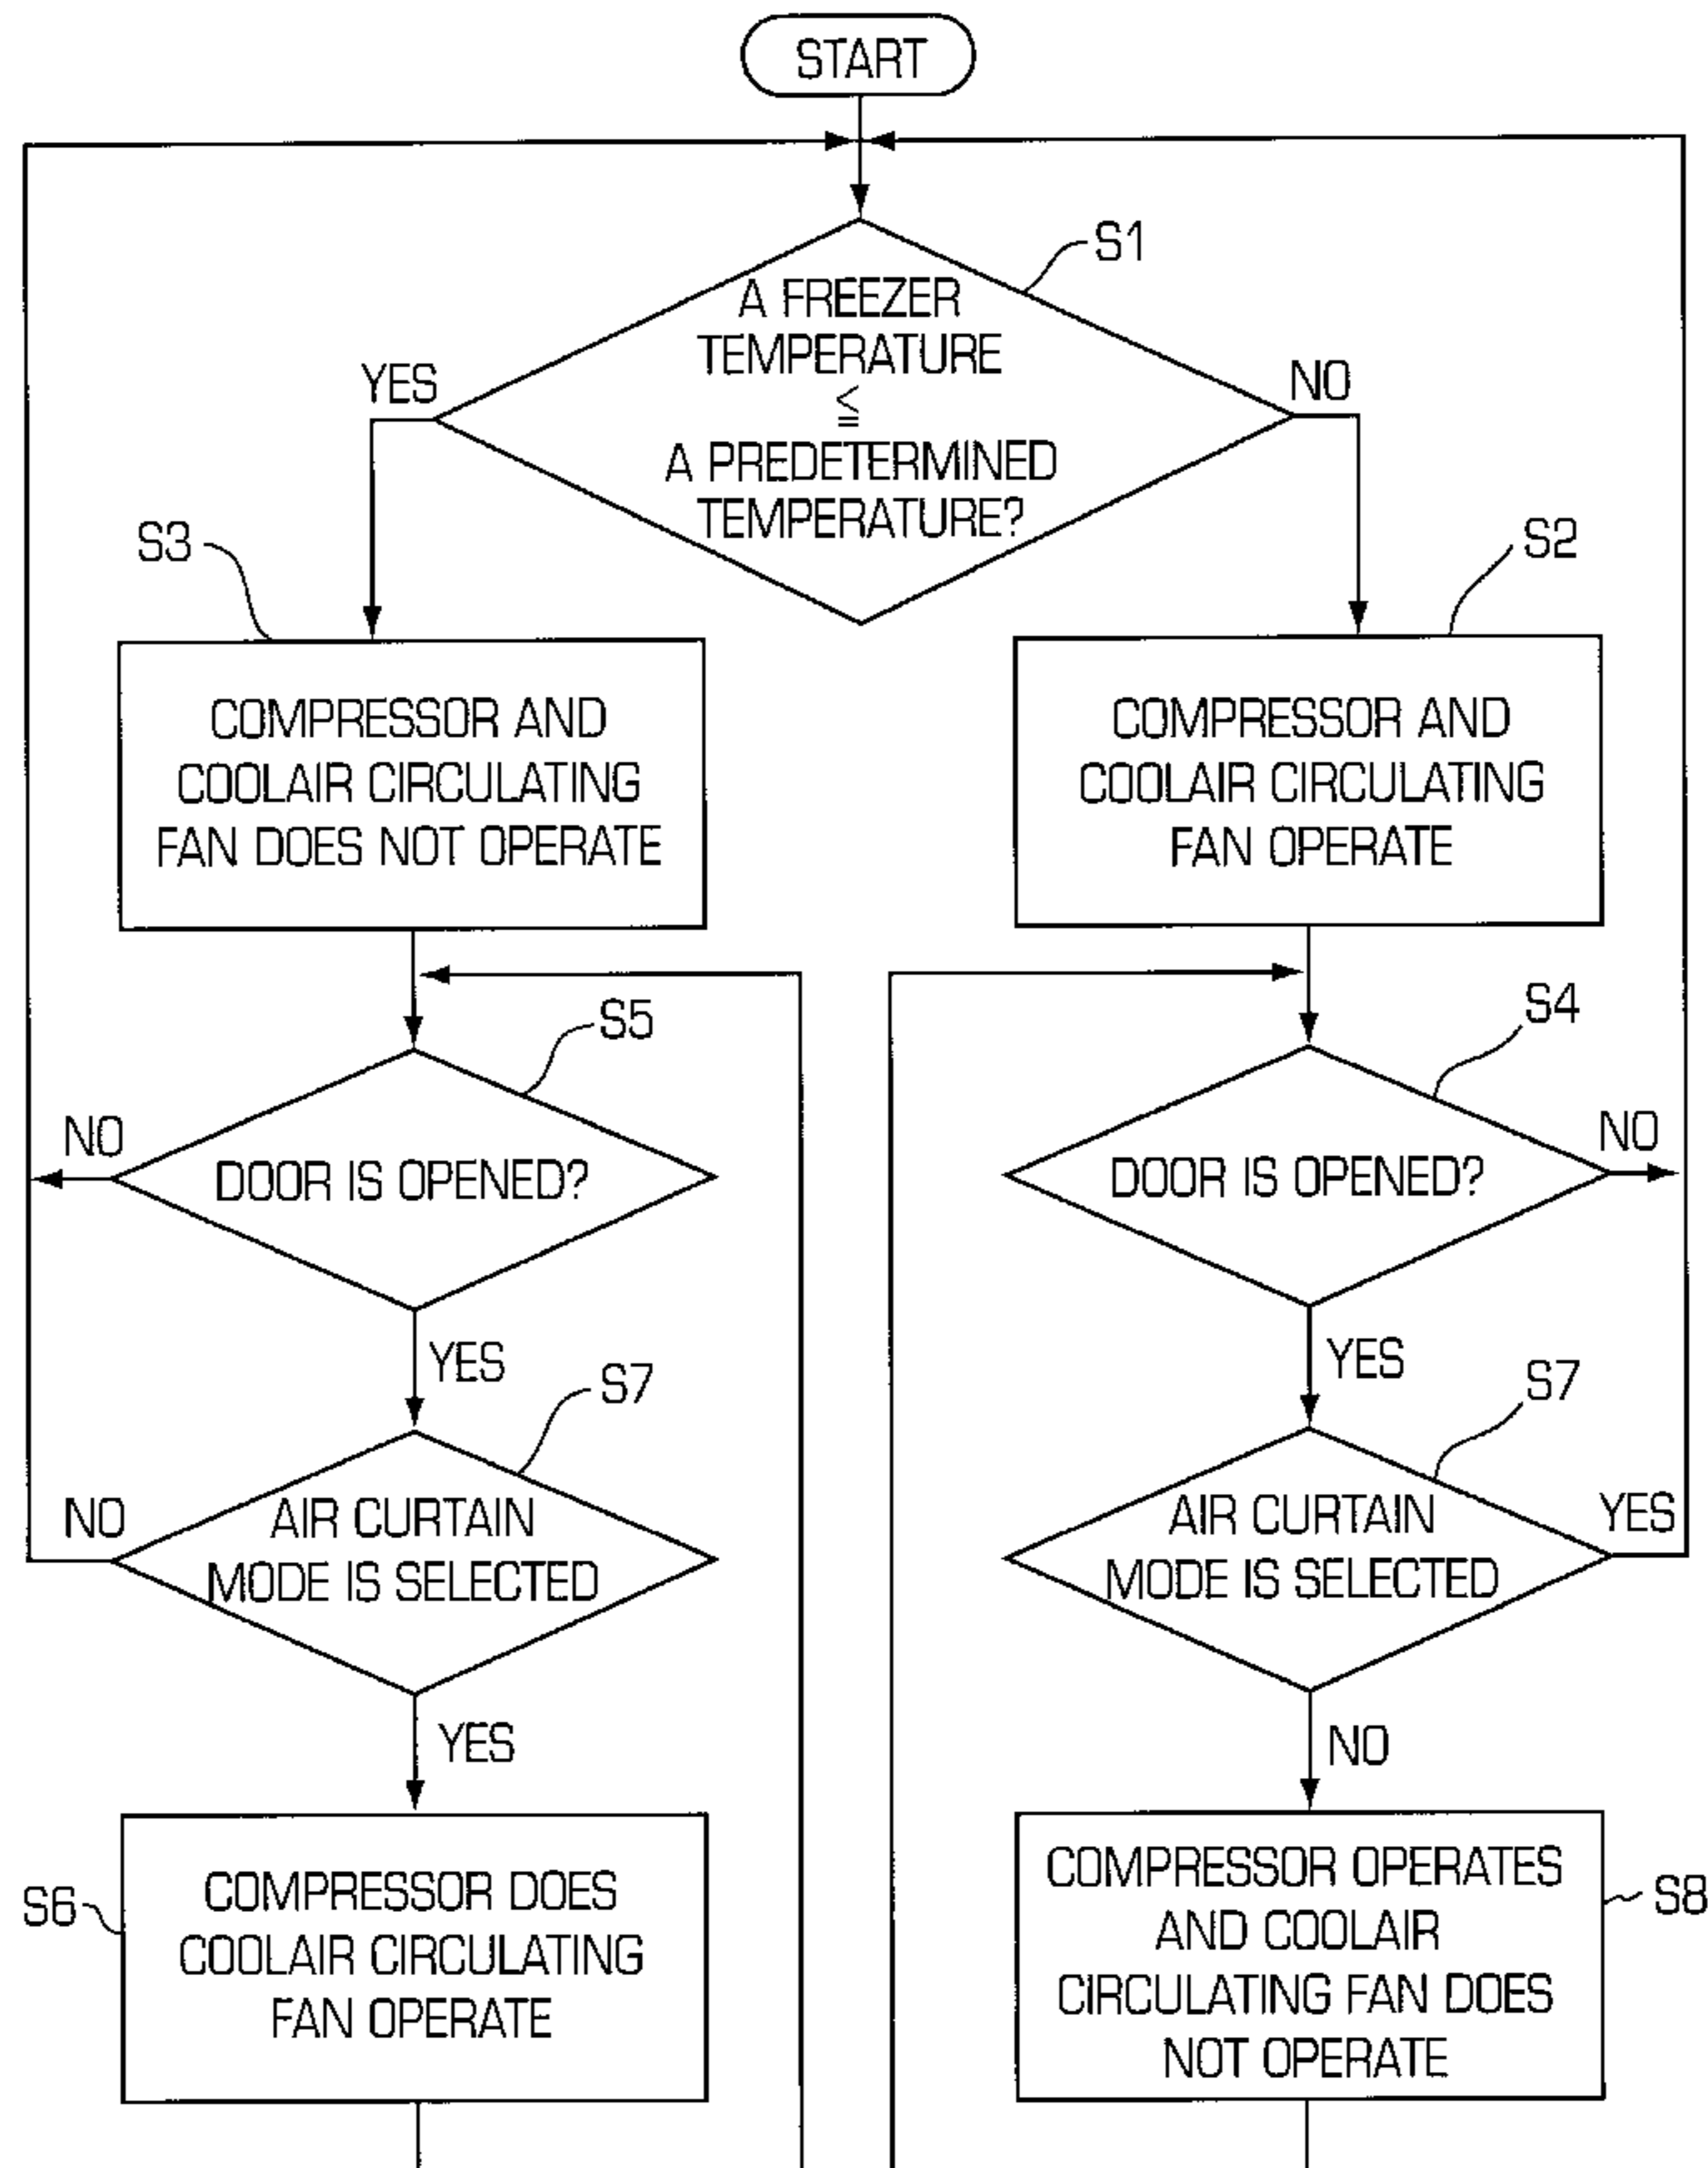 START
S1
A FREEZER
TEMPERATURE
≦
A PREDETERMINED
TEMPERATURE?
YES
NO
S3
S2
COMPRESSOR AND
COOLAIR CIRCULATING
FAN DOES NOT OPERATE
COMPRESSOR AND
COOLAIR CIRCULATING
FAN OPERATE
S5
S4
NO
DOOR IS OPENED?
DOOR IS OPENED?
NO
YES
YES
S7
S7
NO
AIR CURTAIN
MODE IS SELECTED
AIR CURTAIN
MODE IS SELECTED
YES
YES
NO
S6
COMPRESSOR DOES
COOLAIR CIRCULATING
FAN OPERATE
COMPRESSOR OPERATES
AND COOLAIR
CIRCULATING FAN DOES
NOT OPERATE
S8